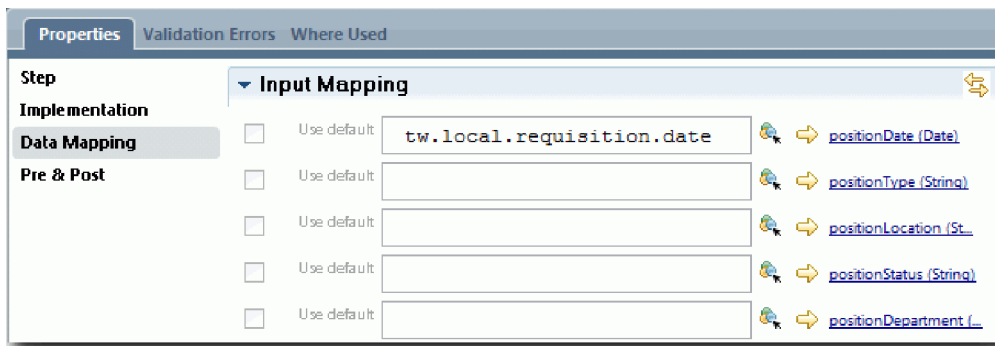 Properties Validation Errors Where Used
Step
Implementation
Data Mapping
Pre & Post
Input Mapping
Use default tw.local.requisition.date positionDate (Date)
Use default positionType (String)
Use default positionLocation (St...
Use default positionStatus (String)
Use default positionDepartment (...